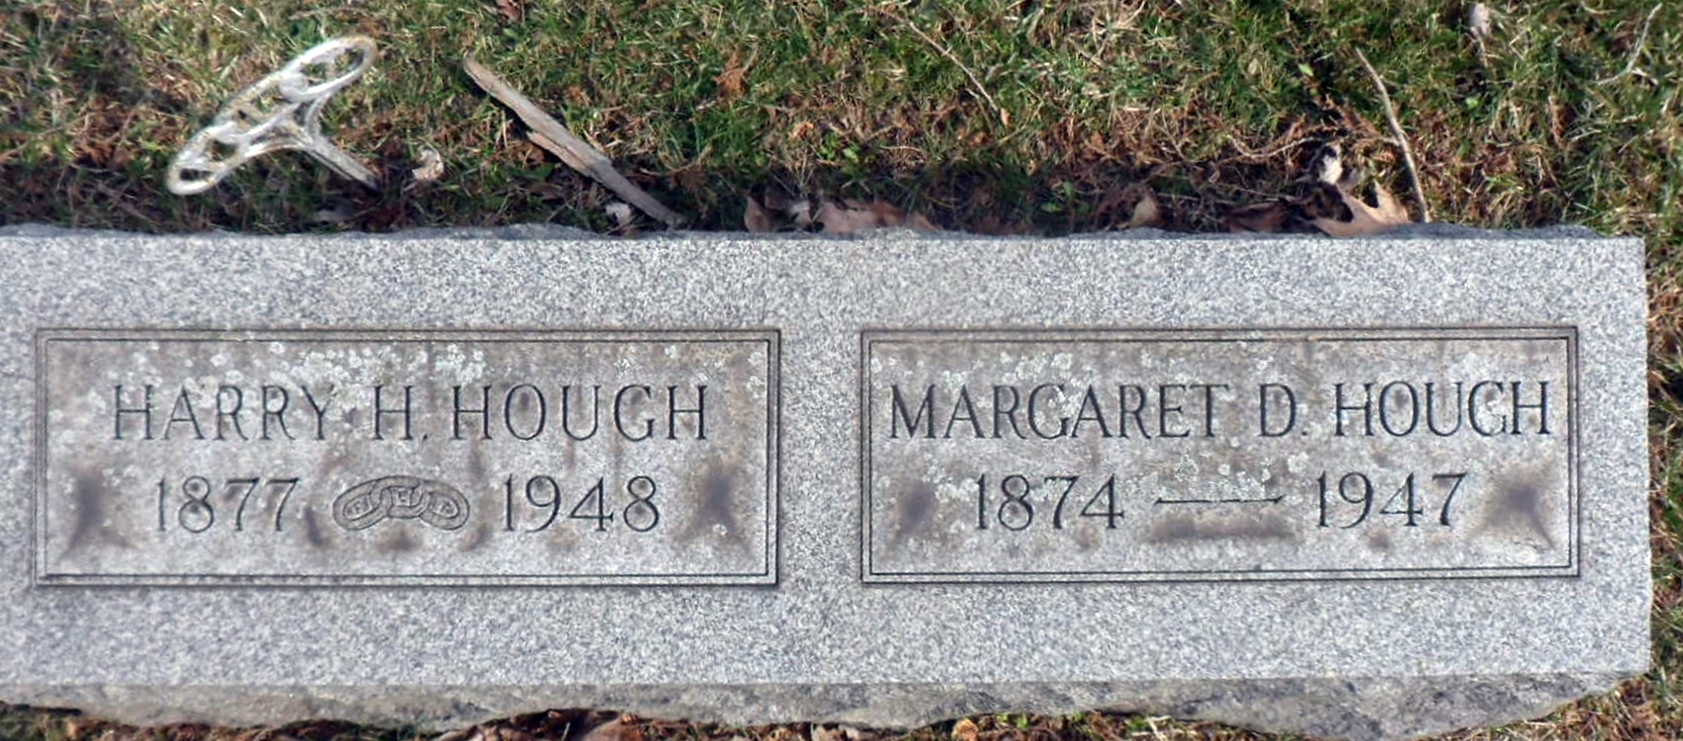 HARRY H. HOUGH
1877 1948
MARGARET D. HOUGH
1874 — 1947